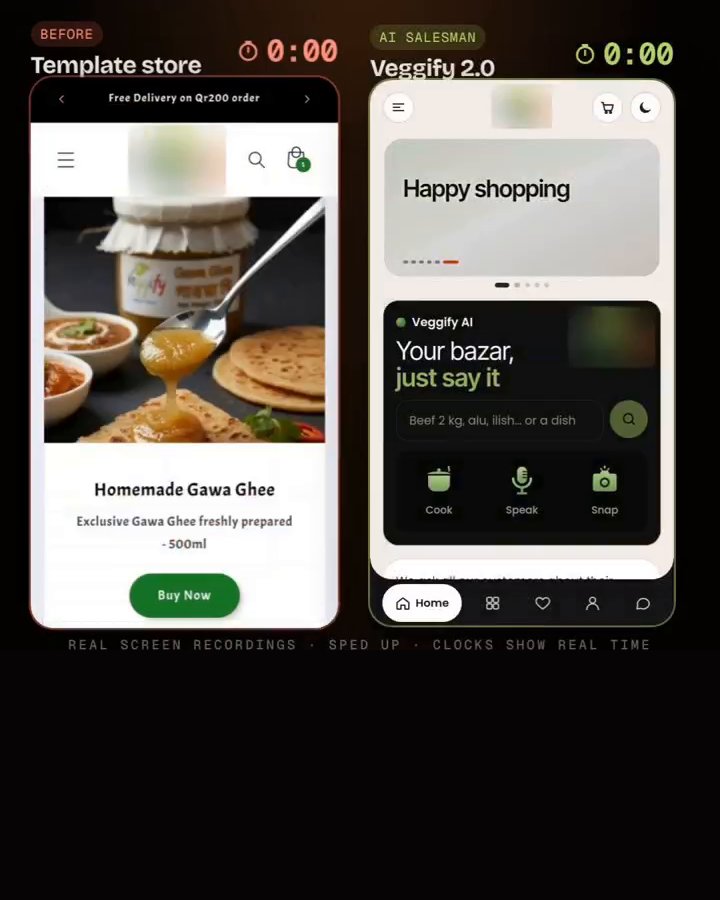 BEFORE
0:00
Template store
Free Delivery on Qr200 order
Homemade Gawa Ghee
Exclusive Gawa Ghee freshly prepared
- 500ml
Buy Now
AI SALESMAN
0:00
Veggify 2.0
Happy shopping
Veggify AI
Your bazar,
just say it
Beef 2 kg, alu, ilish... or a dish
Cook
Speak
Snap
Home
REAL SCREEN RECORDINGS · SPED UP · CLOCKS SHOW REAL TIME